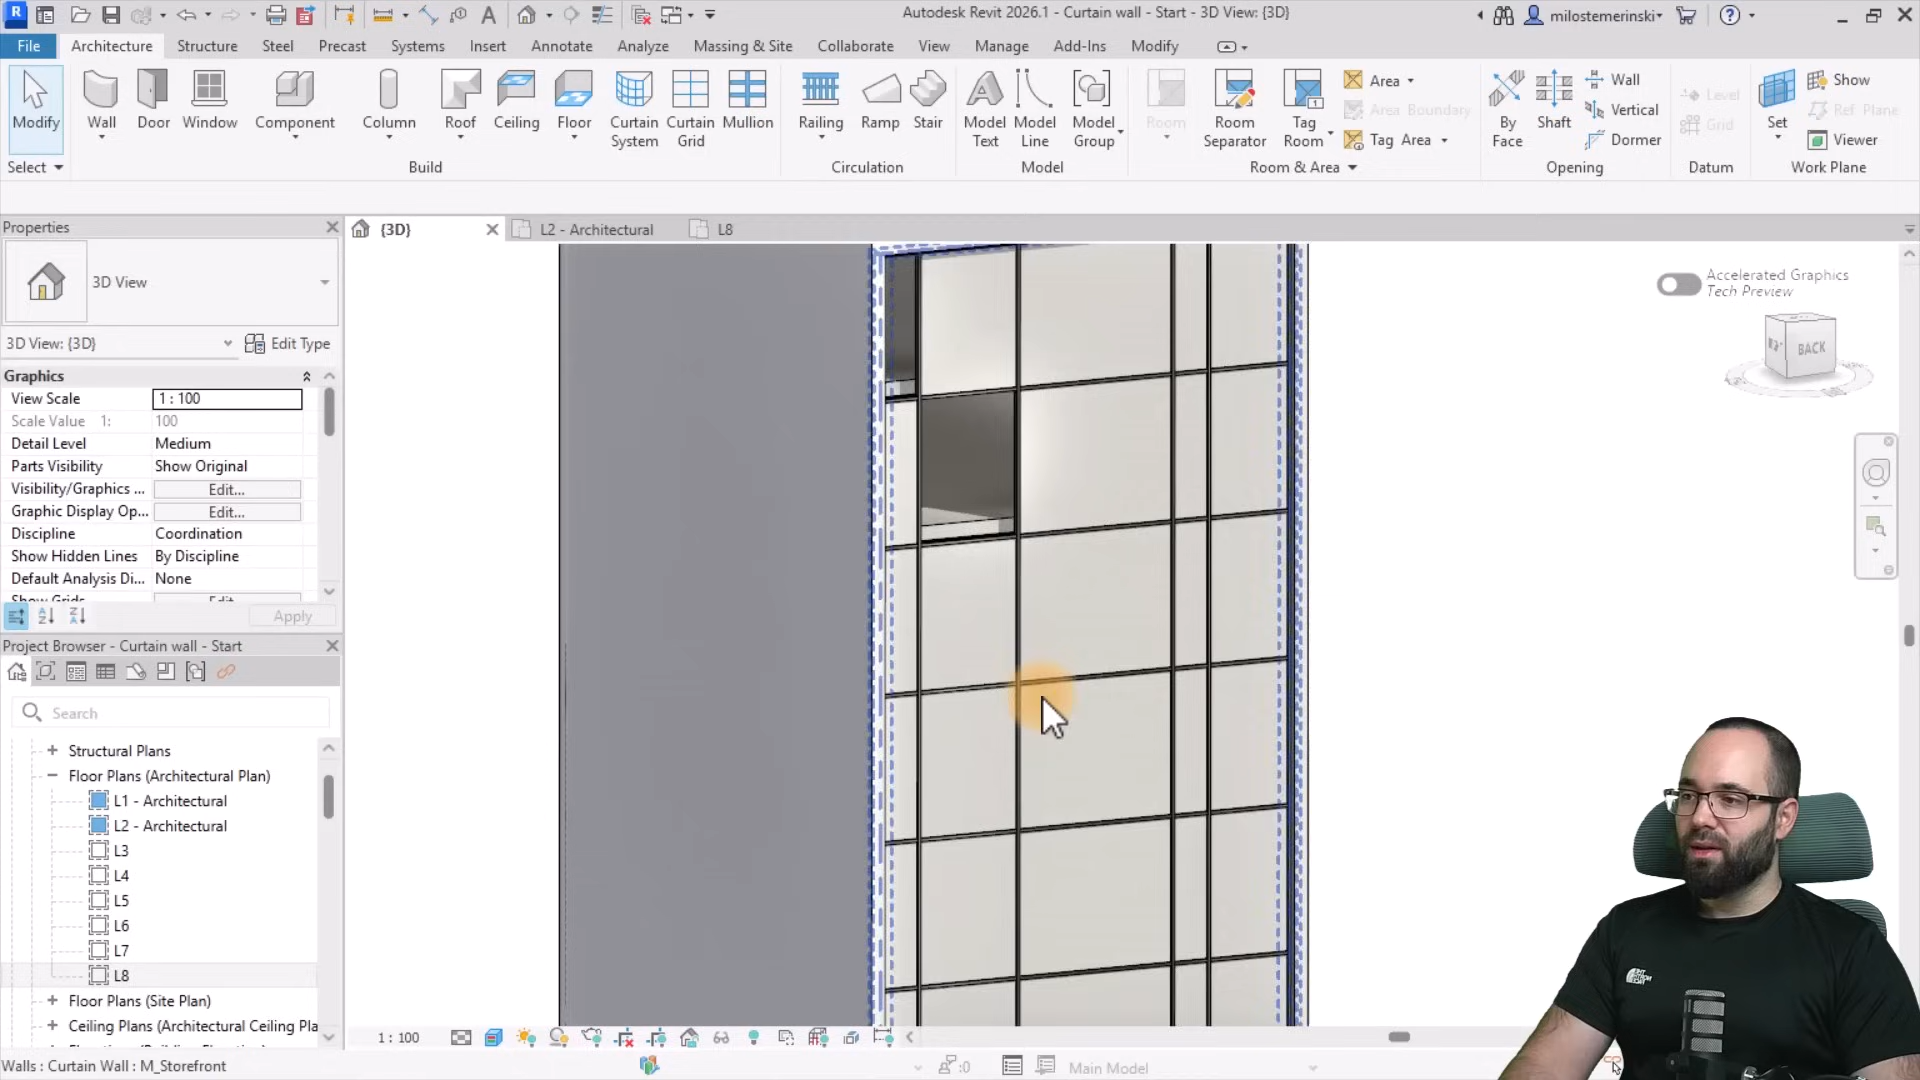 Autodesk Revit 2026.1 - Curtain wall - Start - 3D View: {3D}
milostemerinski
File
Architecture
Structure
Steel
Precast
Systems
Insert
Annotate
Analyze
Massing & Site
Collaborate
View
Manage
Add-Ins
Modify
Modify
Wall
Door
Window
Component
Column
Roof
Ceiling
Floor
Curtain
System
Curtain
Grid
Mullion
Railing
Ramp
Stair
Model
Text
Model
Line
Model
Group
Room
Room
Separator
Tag
Room
Area
Area Boundary
Tag Area
By
Face
Shaft
Wall
Vertical
Dormer
Level
Grid
Set
Show
Ref Plane
Viewer
Select
Build
Circulation
Model
Room & Area
Opening
Datum
Work Plane
Properties
{3D}
L2 - Architectural
L8
3D View
3D View: {3D}
Edit Type
Graphics
View Scale
1 : 100
Scale Value 1:
100
Detail Level
Medium
Parts Visibility
Show Original
Visibility/Graphics ...
Edit...
Graphic Display Op...
Edit...
Discipline
Coordination
Show Hidden Lines
By Discipline
Default Analysis Di...
None
Show Grids
Edit
Apply
Accelerated Graphics
Tech Preview
BACK
Project Browser - Curtain wall - Start
Search
Structural Plans
Floor Plans (Architectural Plan)
L1 - Architectural
L2 - Architectural
L3
L4
L5
L6
L7
L8
Floor Plans (Site Plan)
Ceiling Plans (Architectural Ceiling Pla
1 : 100
Walls : Curtain Wall : M_Storefront
:0
Main Model
THE
NORTH
FACE